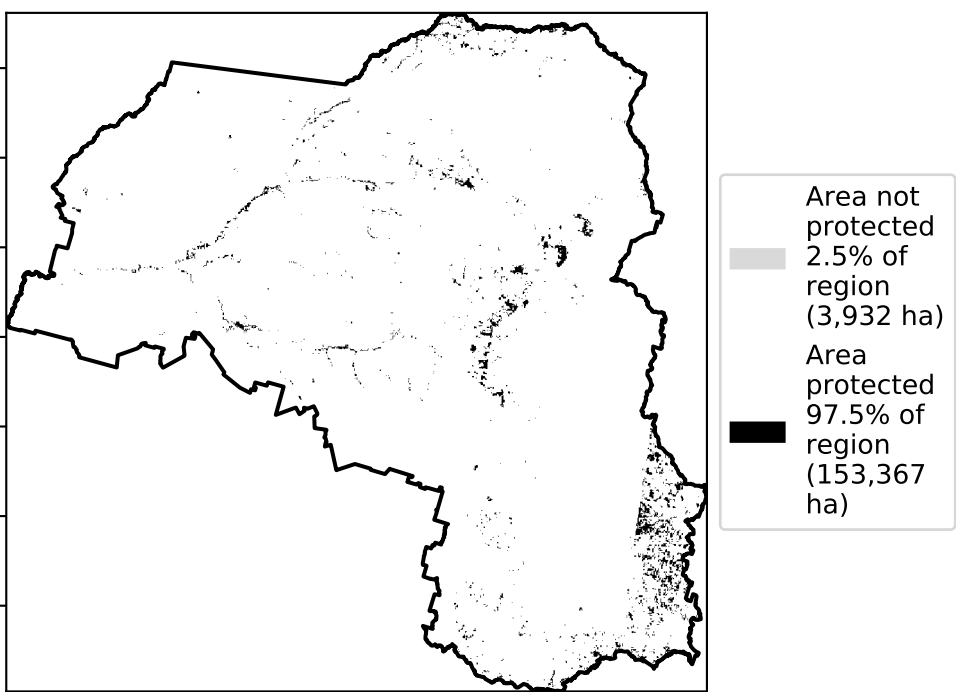 Area not
protected
2.5% of
region
(3,932 ha)
Area
protected
97.5% of
region
(153,367
ha)